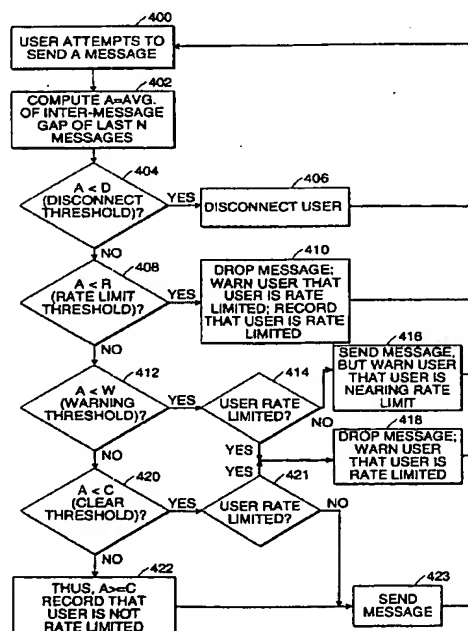 400
USER ATTEMPTS TO
SEND A MESSAGE
402
COMPUTE A=AVG.
OF INTER-MESSAGE
GAP OF LAST N
MESSAGES
404
A < D
(DISCONNECT
THRESHOLD)?
YES
406
DISCONNECT USER
NO
408
A < R
(RATE LIMIT
THRESHOLD)?
YES
410
DROP MESSAGE;
WARN USER THAT
USER IS RATE
LIMITED; RECORD
THAT USER IS RATE
LIMITED
NO
412
A < W
(WARNING
THRESHOLD)?
YES
414
USER RATE
LIMITED?
NO
416
SEND MESSAGE,
BUT WARN USER
THAT USER IS
NEARING RATE
LIMIT
YES
418
DROP MESSAGE;
WARN USER
THAT USER IS
RATE LIMITED
NO
420
A < C
(CLEAR
THRESHOLD)?
YES
YES
421
USER RATE
LIMITED?
NO
NO
422
THUS, A>=C
RECORD THAT
USER IS NOT
RATE LIMITED
423
SEND
MESSAGE